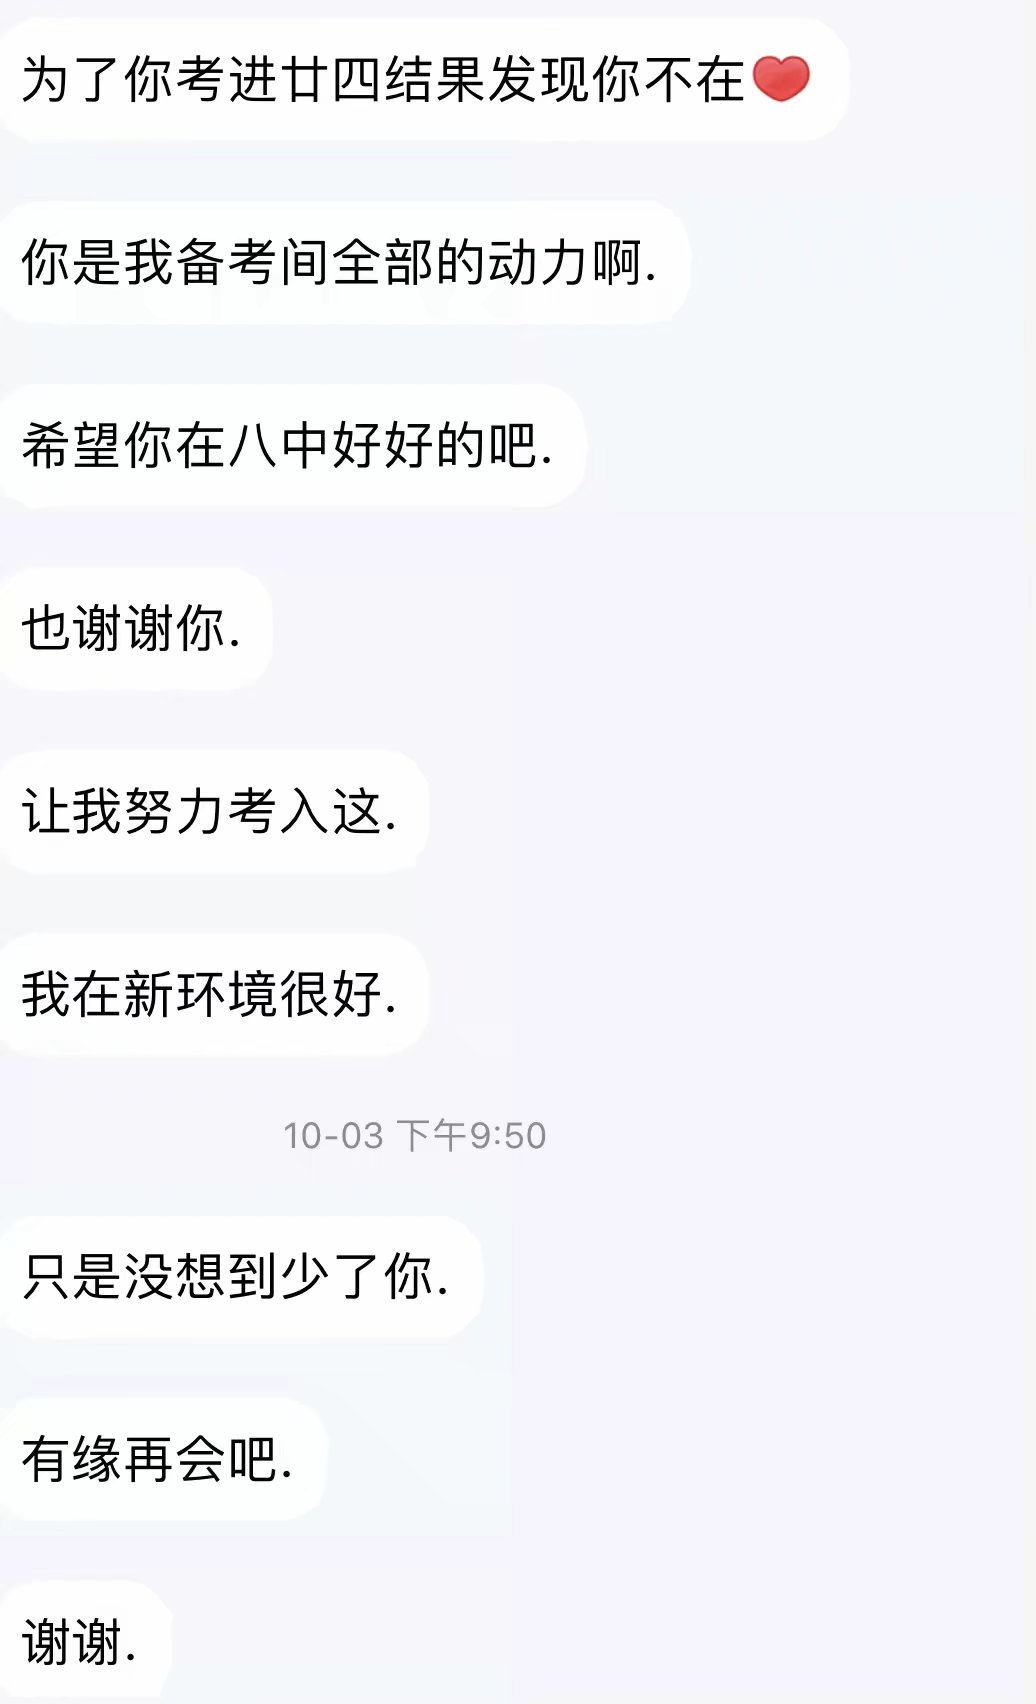 为了你考进廿四结果发现你不在❤️
你是我备考间全部的动力啊.
希望你在八中好好的吧.
也谢谢你.
让我努力考入这.
我在新环境很好.
10-03 下午9:50
只是没想到少了你.
有缘再会吧.
谢谢.